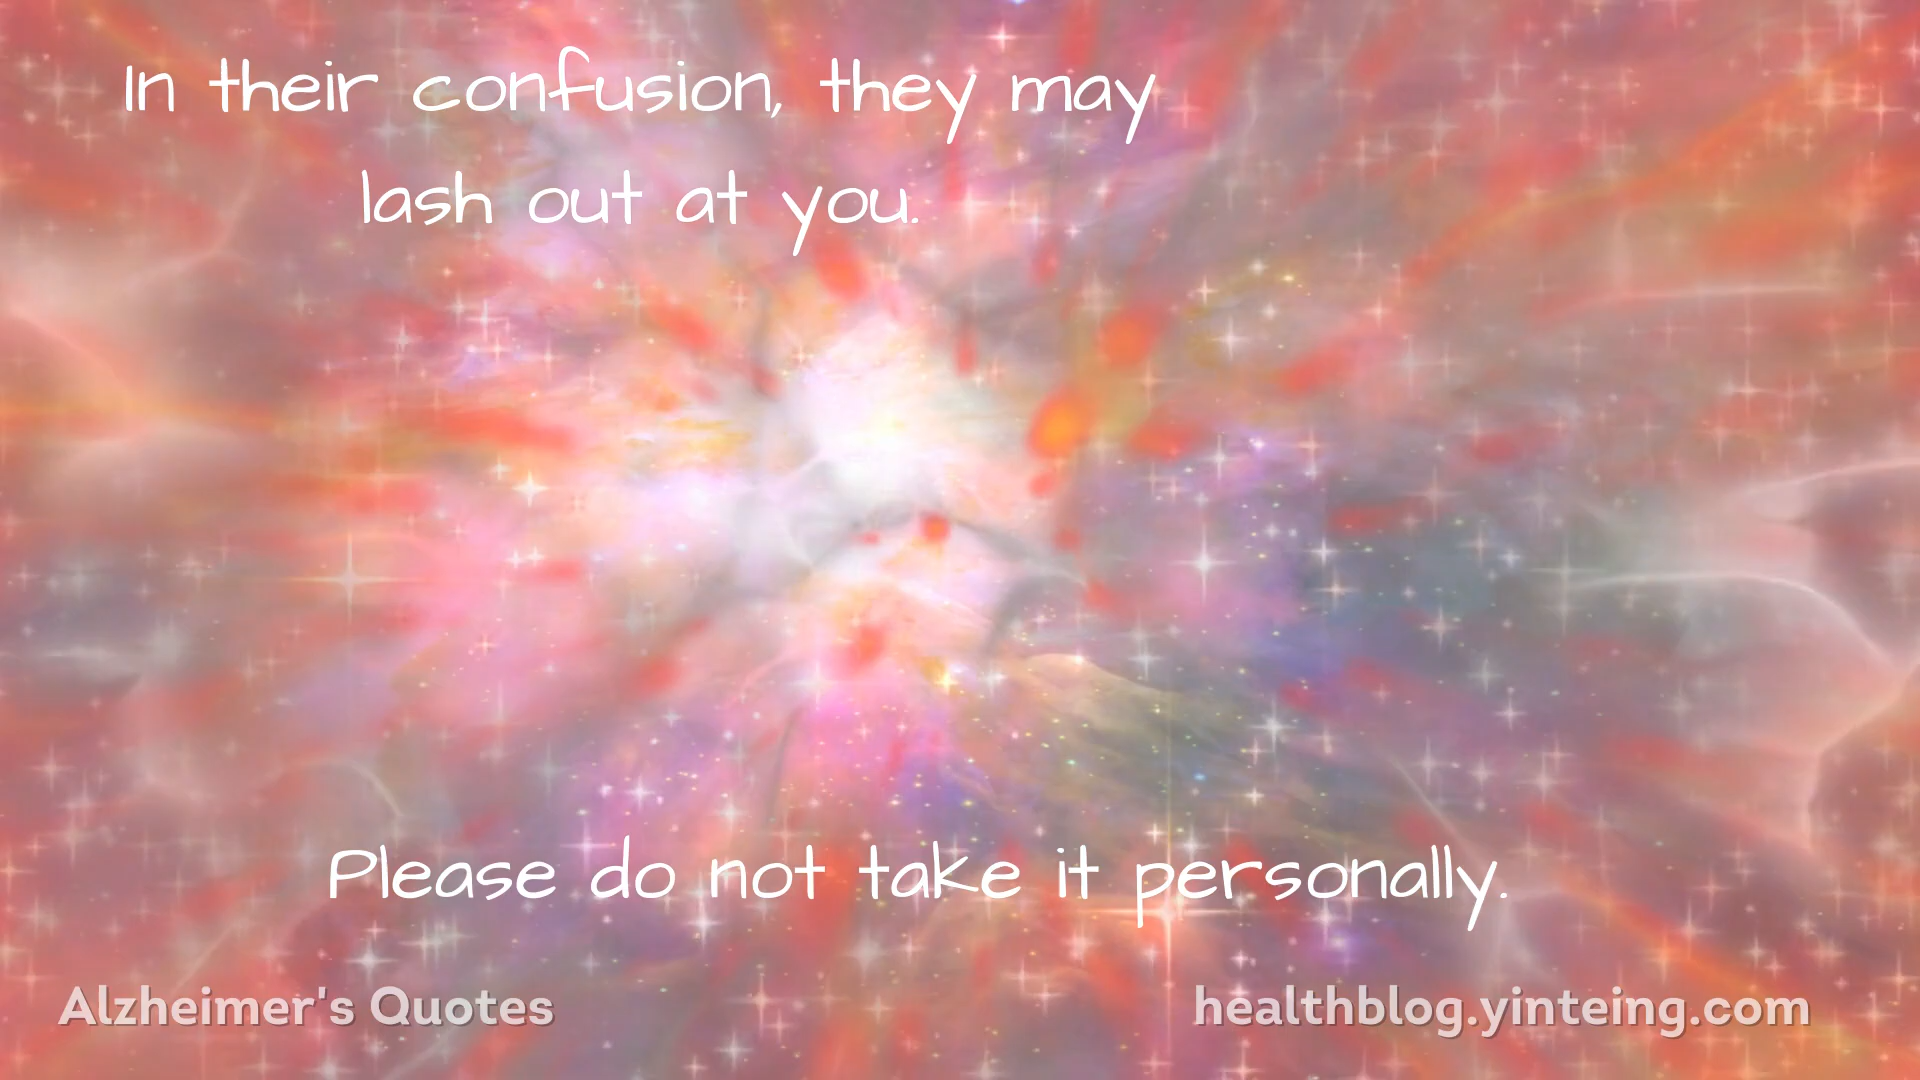 In their confusion, they may
lash out at you.
Please do not take it personally.
Alzheimer's Quotes
healthblog.yinteing.com